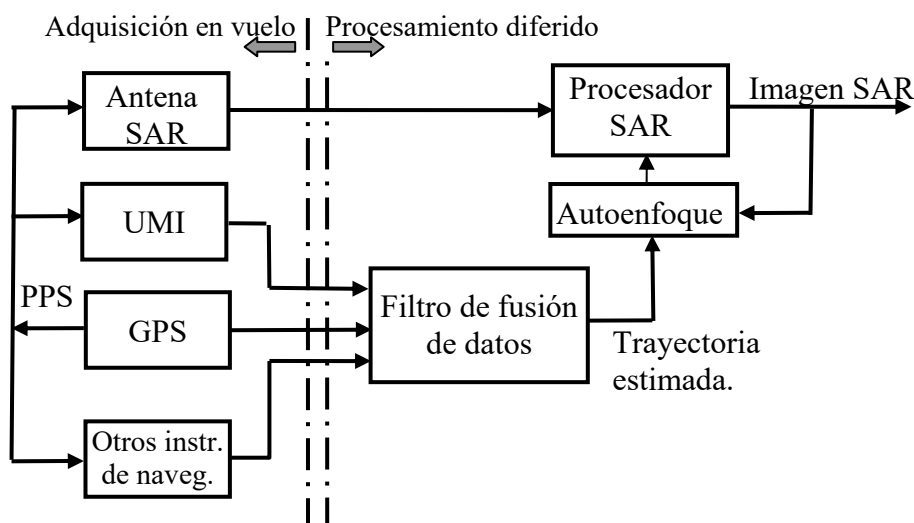 Adquisición en vuelo
Procesamiento diferido
Antena
SAR
Procesador
SAR
Imagen SAR
UMI
Autoenfoque
PPS
GPS
Filtro de fusión
de datos
Trayectoria
estimada.
Otros instr.
de naveg.